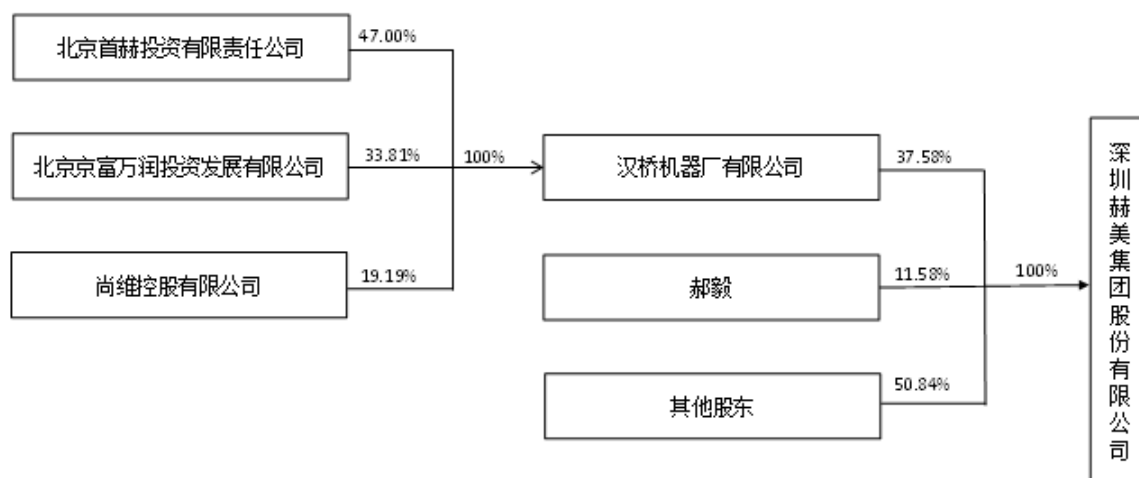 北京首赫投资有限责任公司
47.00%
北京京富万润投资发展有限公司
33.81%
100%
汉桥机器厂有限公司
37.58%
尚维控股有限公司
19.19%
郝毅
11.58%
100%
其他股东
50.84%
深圳赫美集团股份有限公司